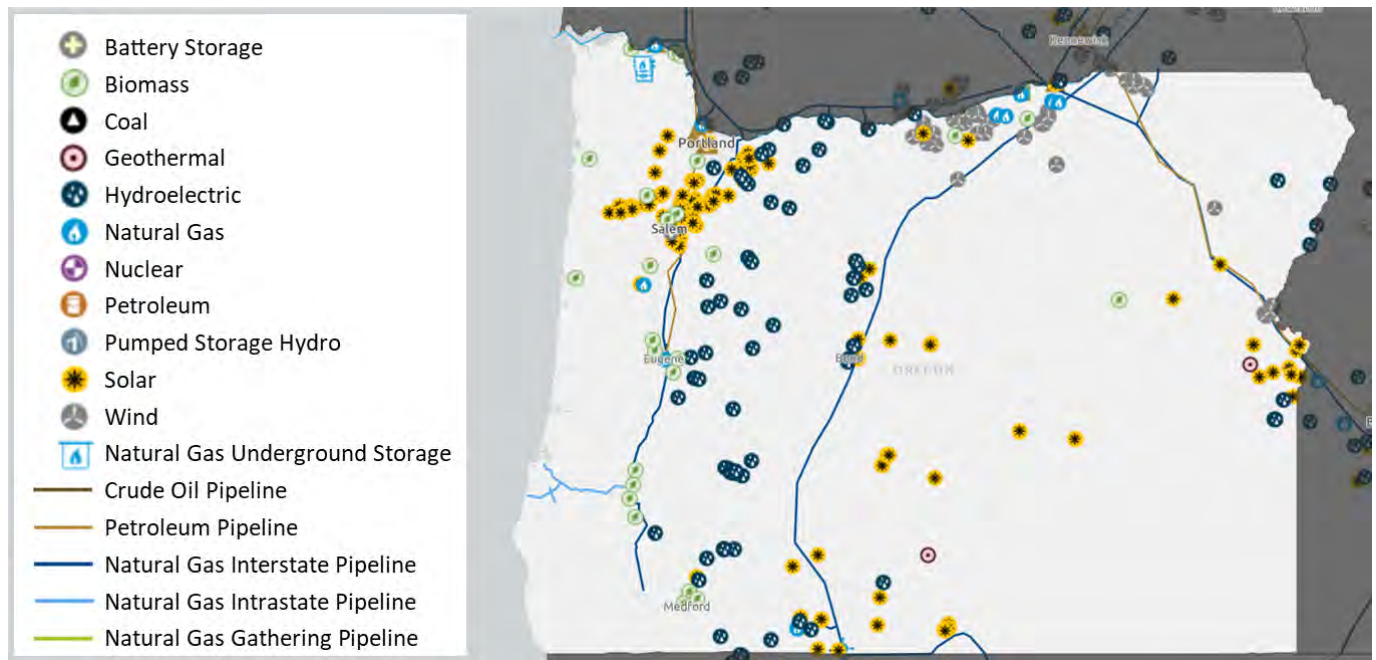 Battery Storage
Biomass
Coal
Geothermal
Hydroelectric
Natural Gas
Nuclear
Petroleum
Pumped Storage Hydro
Solar
Wind
Natural Gas Underground Storage
Crude Oil Pipeline
Petroleum Pipeline
Natural Gas Interstate Pipeline
Natural Gas Intrastate Pipeline
Natural Gas Gathering Pipeline
Kennewick
Portland
Salem
Eugene
Bend
OREGON
Medford